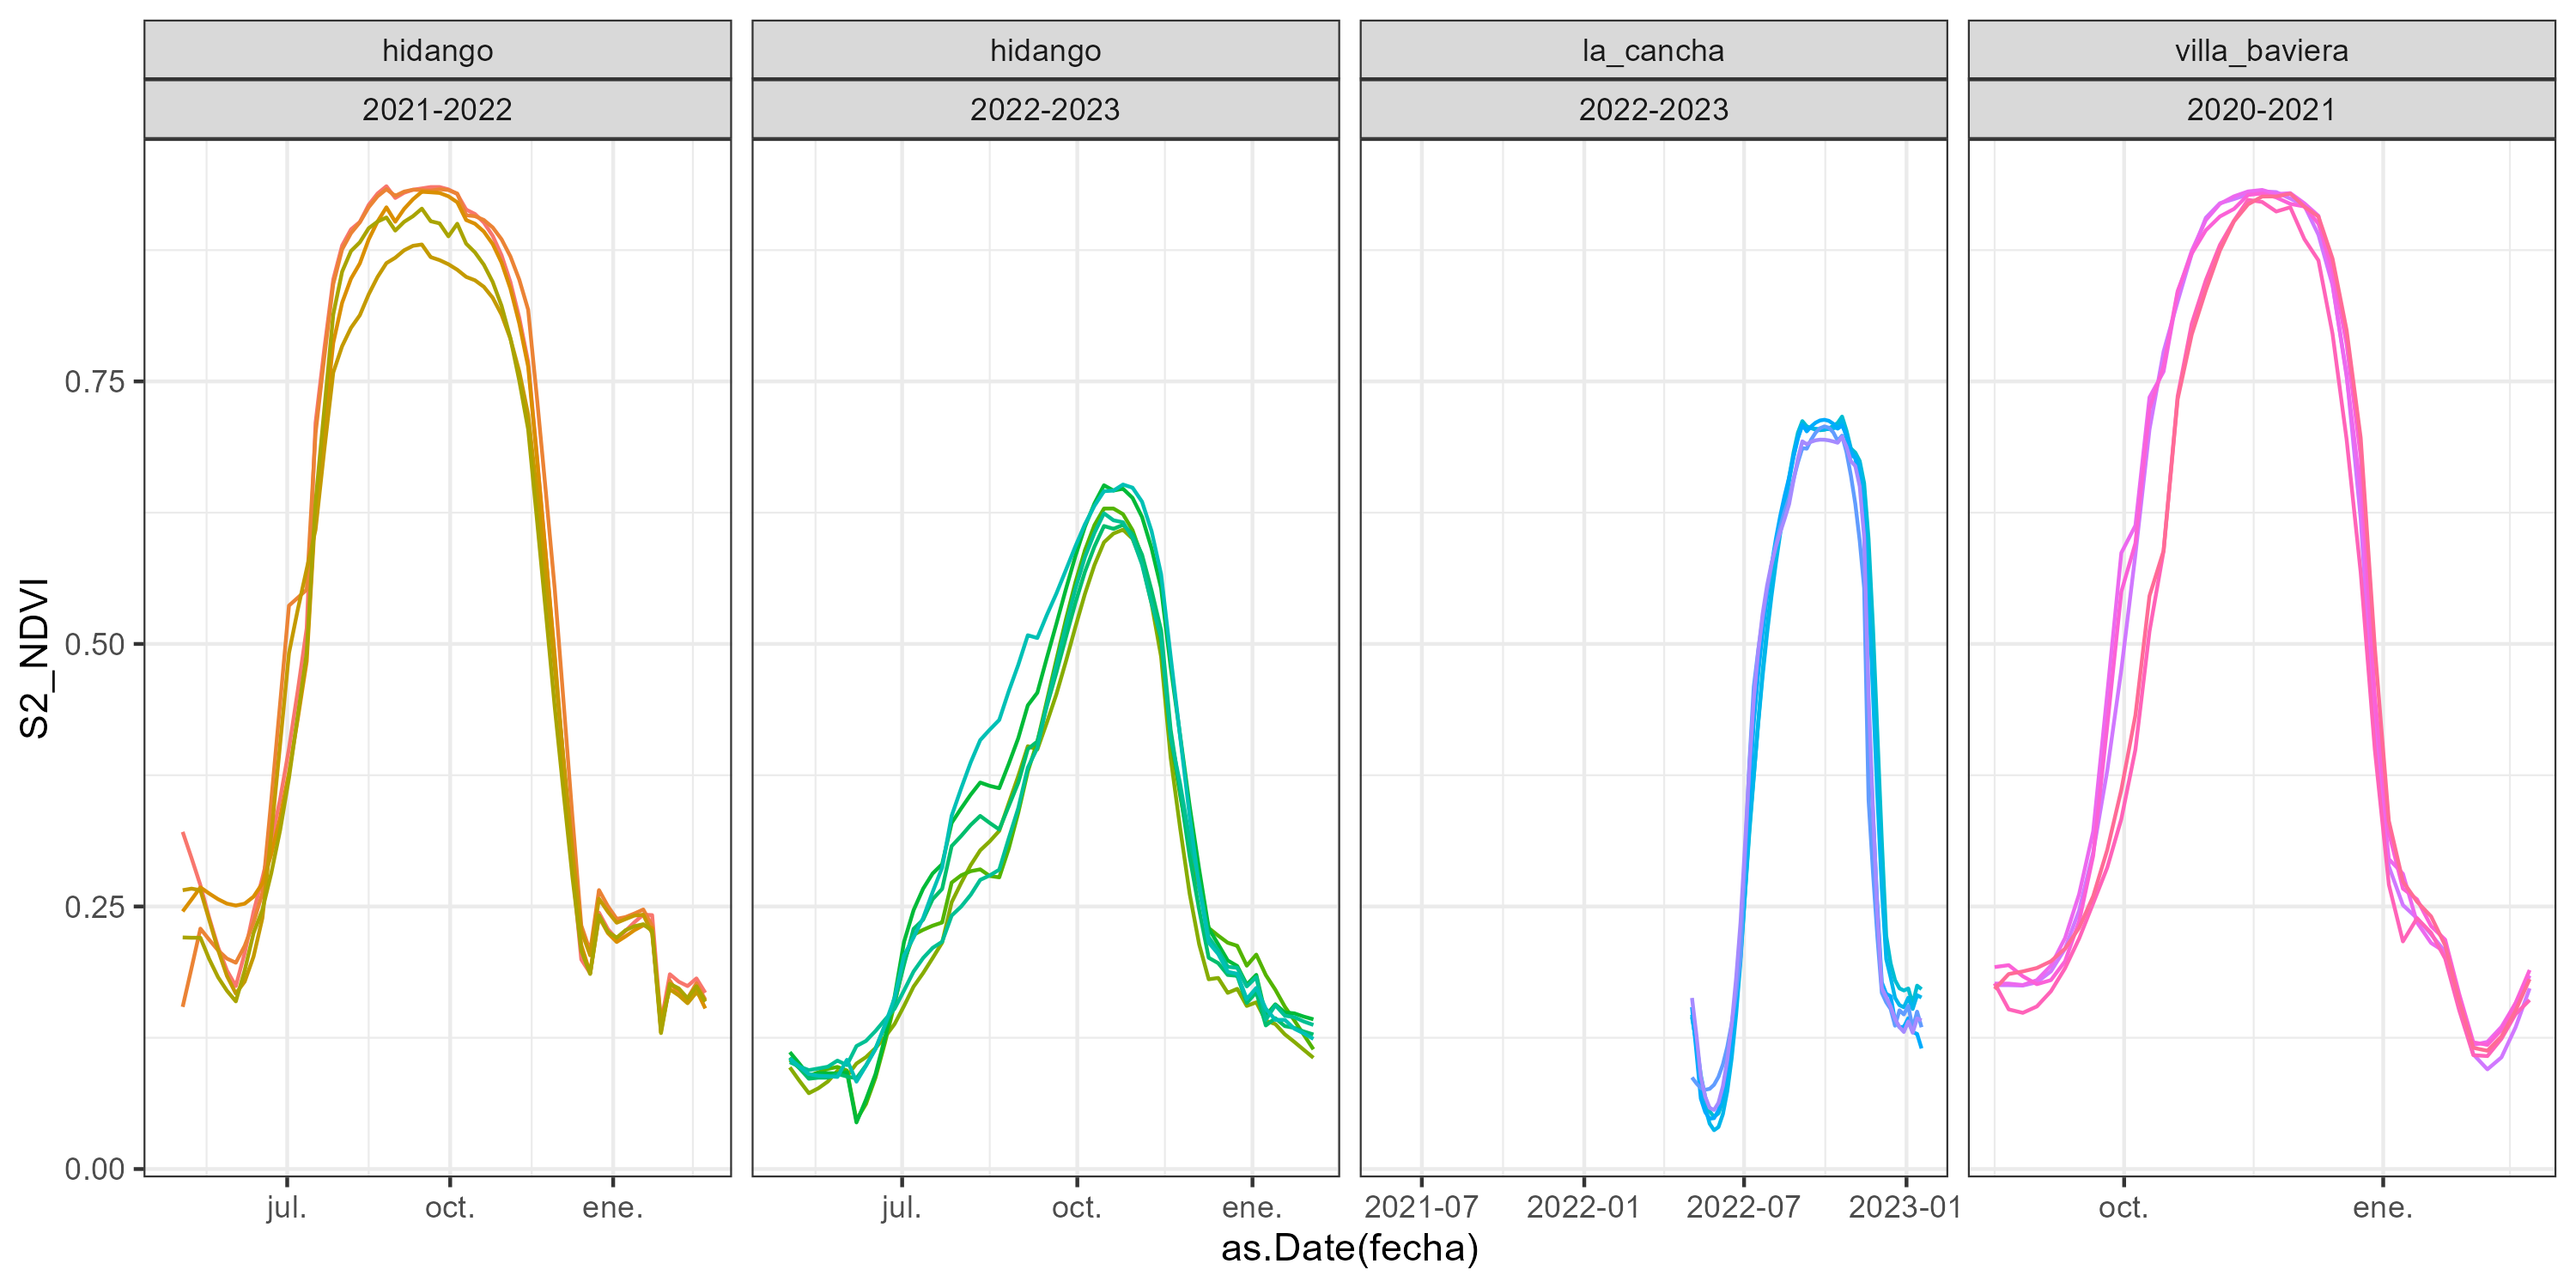 hidango hidango la_cancha villa_baviera
2021-2022 2022-2023 2022-2023 2020-2021
S2_NDVI
0.75
0.50
0.25
0.00
jul. oct. ene. jul. oct. ene. 2021-07 2022-01 2022-07 2023-01 oct. ene.
as.Date(fecha)